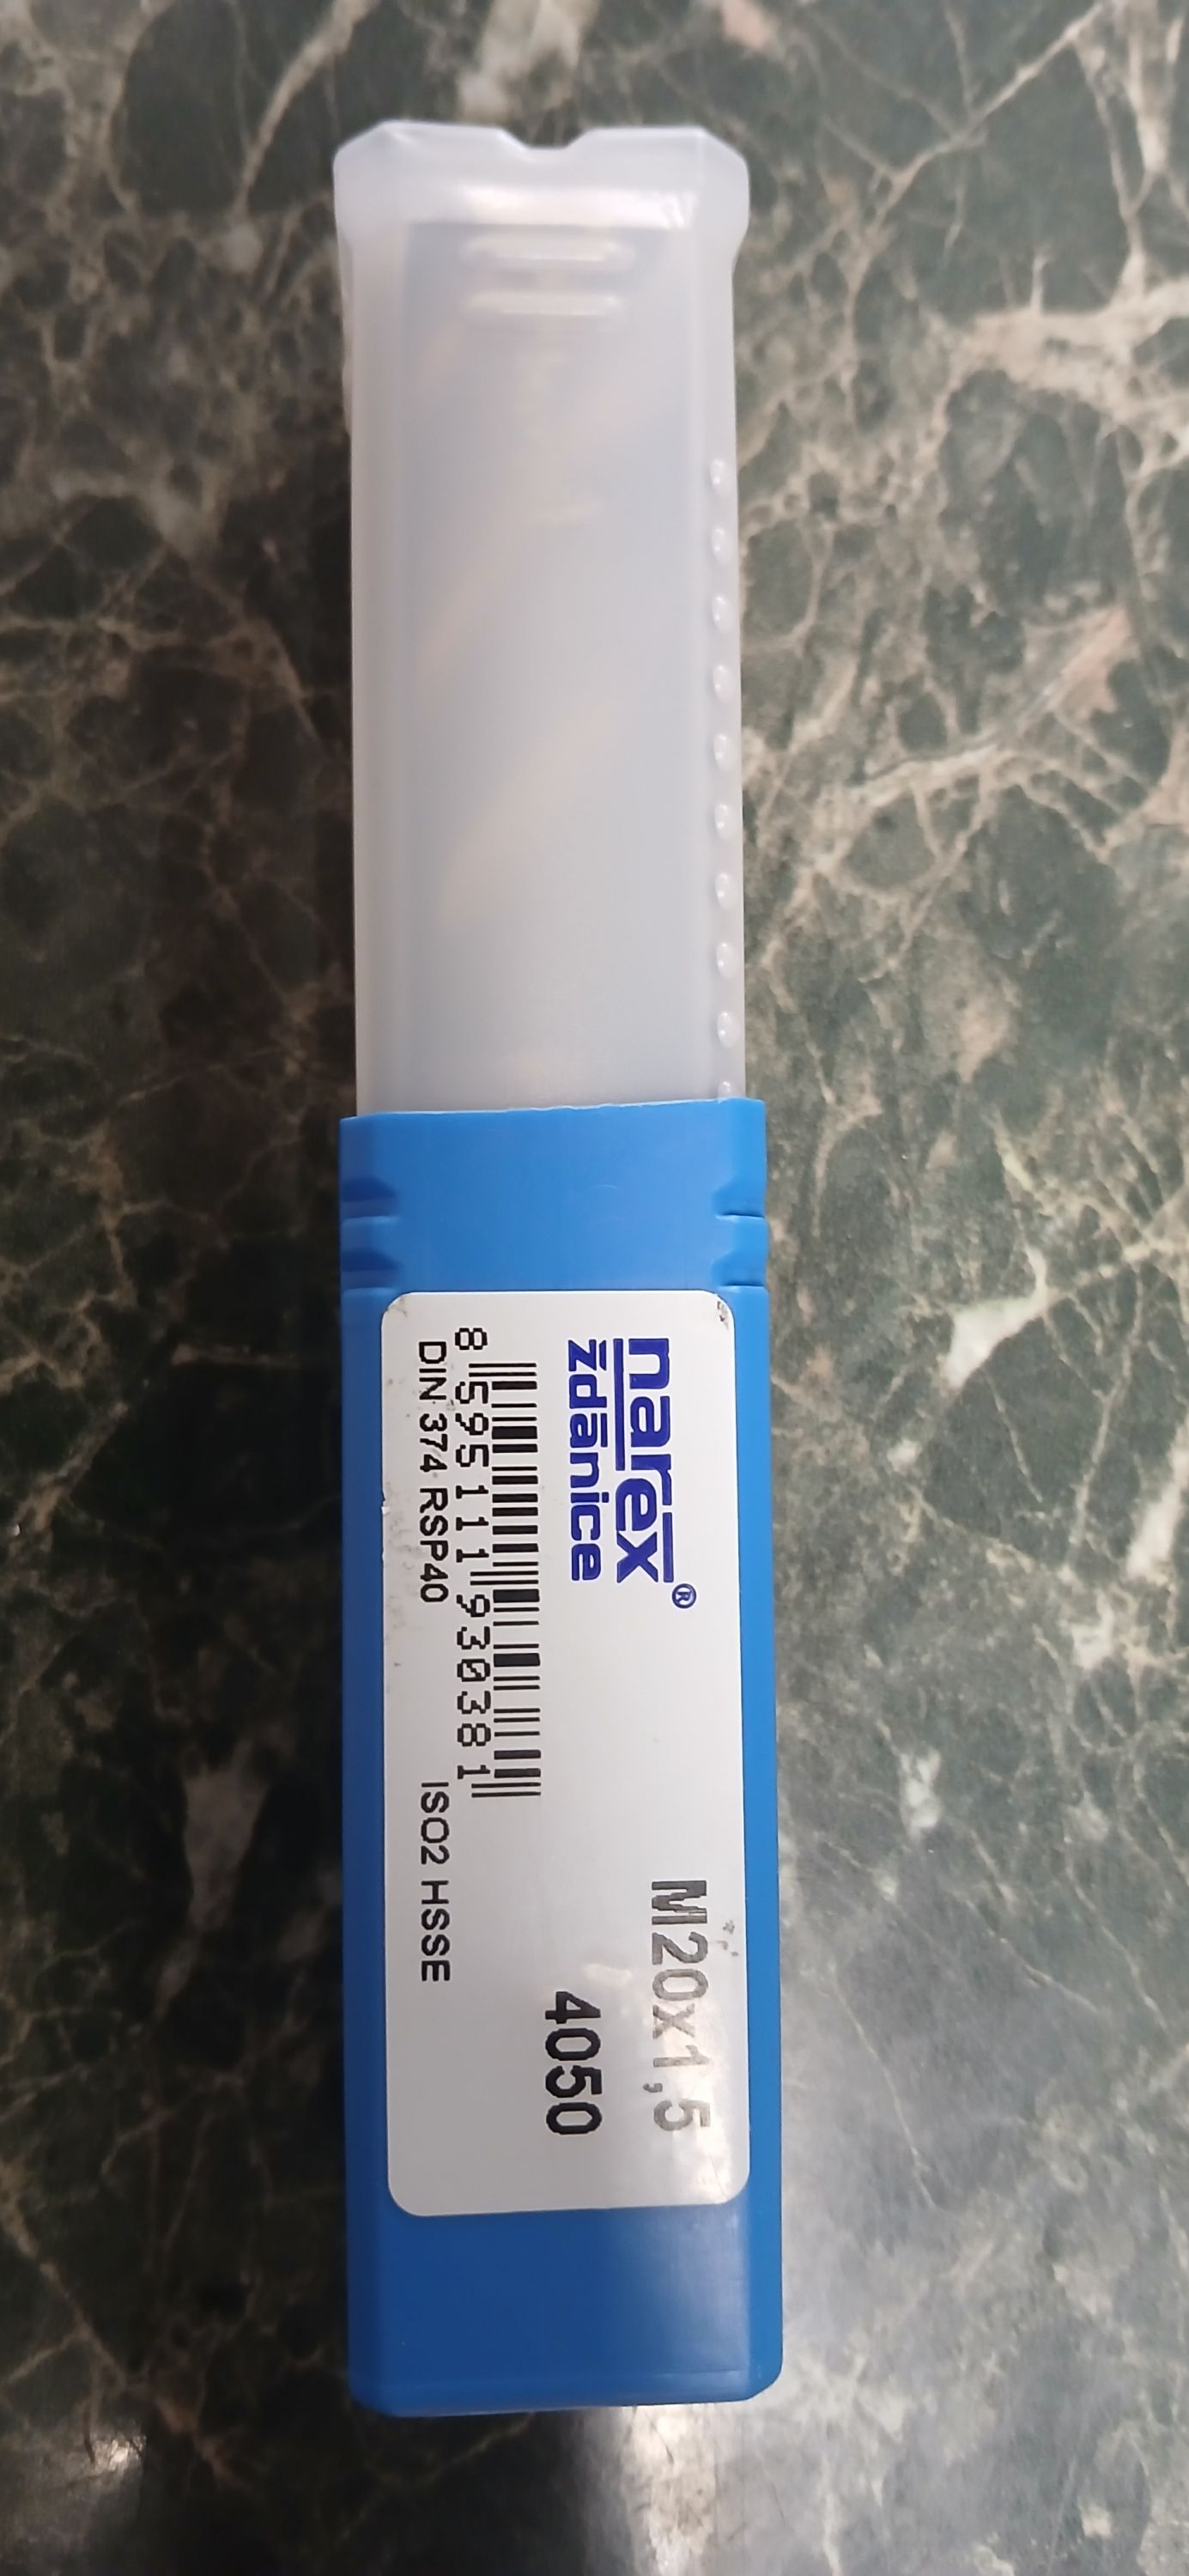 narex®
ždánice
M20x1,5
4050
8 595111 930381
DIN 374 RSP40 ISO2 HSSE